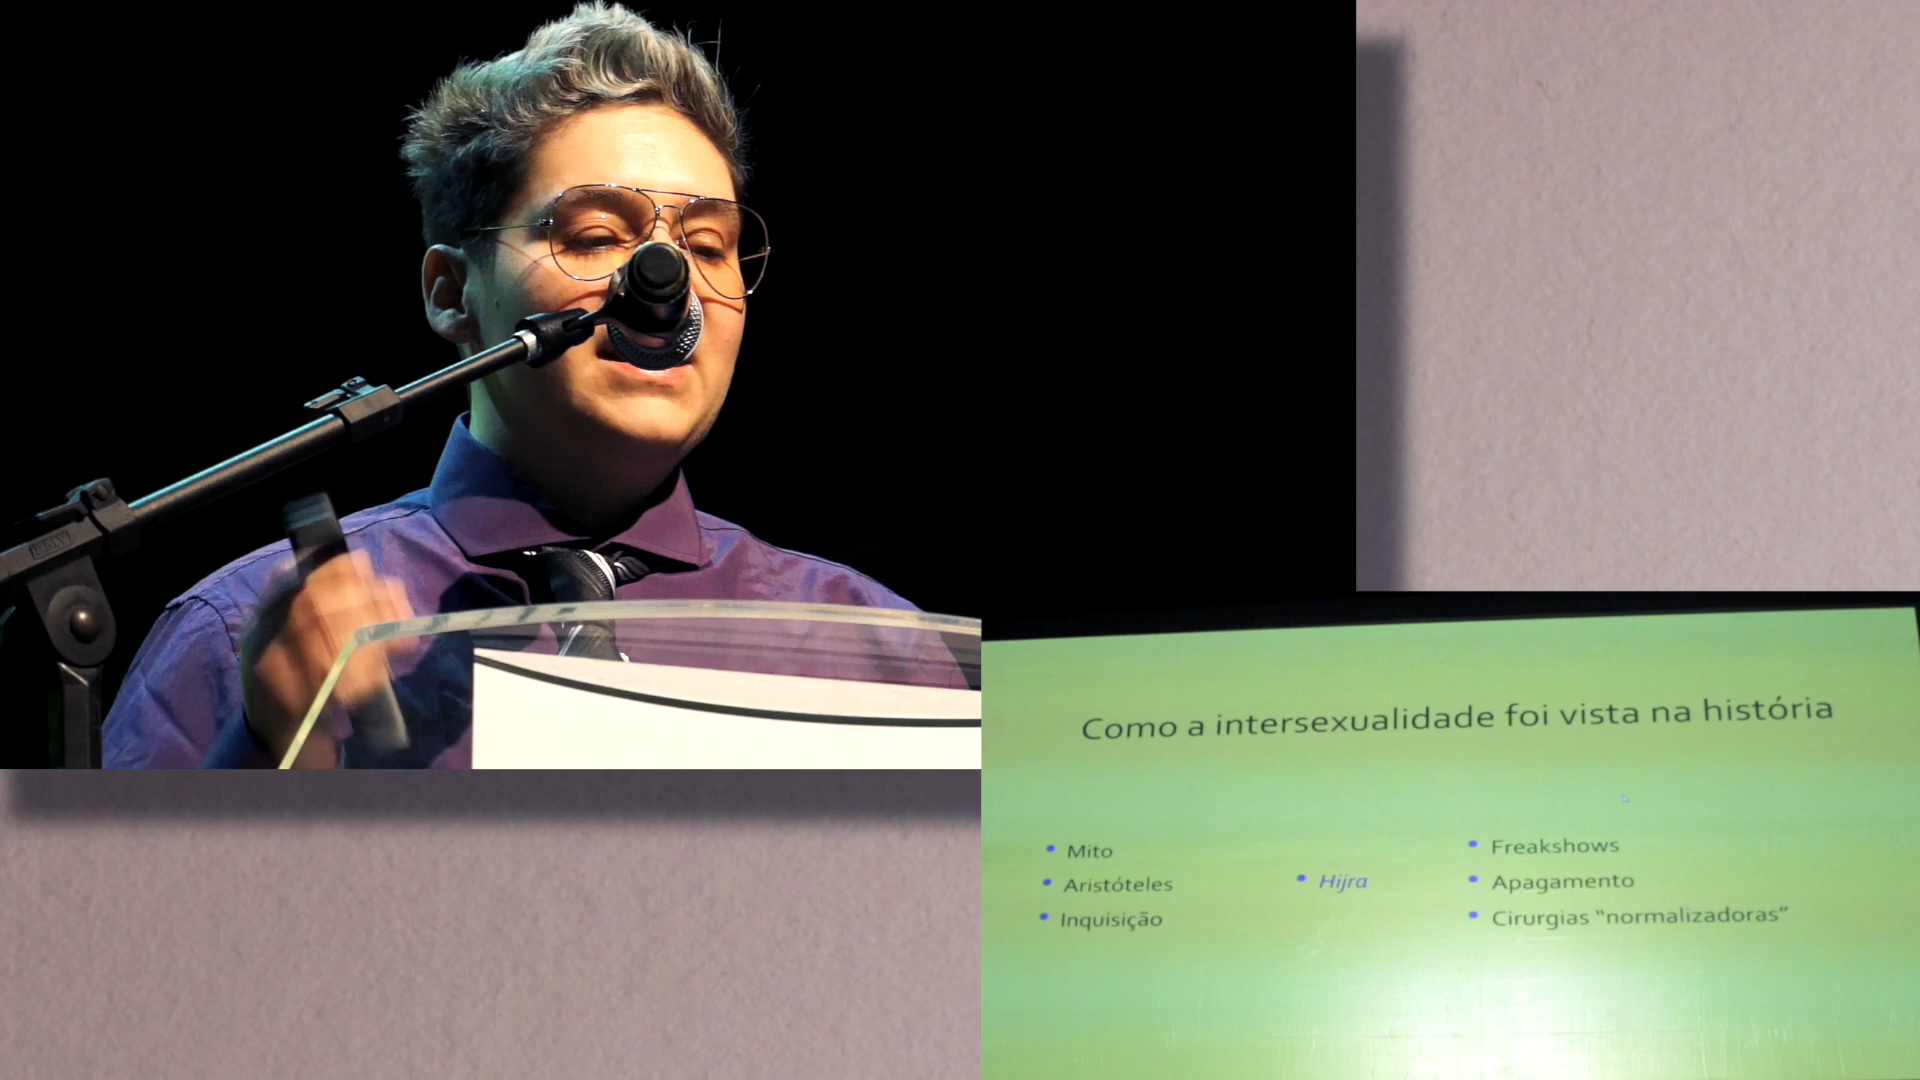 Como a intersexualidade foi vista na história
• Mito
• Aristóteles
• Inquisição
• Hijra
• Freakshows
• Apagamento
• Cirurgias “normalizadoras”